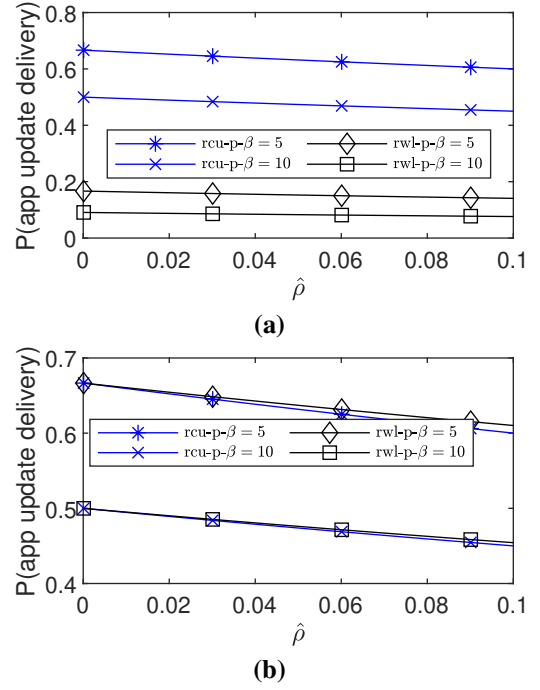 0.8
0.6
0.4
0.2
0
P(app update delivery)
rcu-p-β = 5 rwl-p-β = 5
rcu-p-β = 10 rwl-p-β = 10
0 0.02 0.04 0.06 0.08 0.1
ρ̂
(a)
0.7
0.6
0.5
0.4
P(app update delivery)
rcu-p-β = 5 rwl-p-β = 5
rcu-p-β = 10 rwl-p-β = 10
0 0.02 0.04 0.06 0.08 0.1
ρ̂
(b)